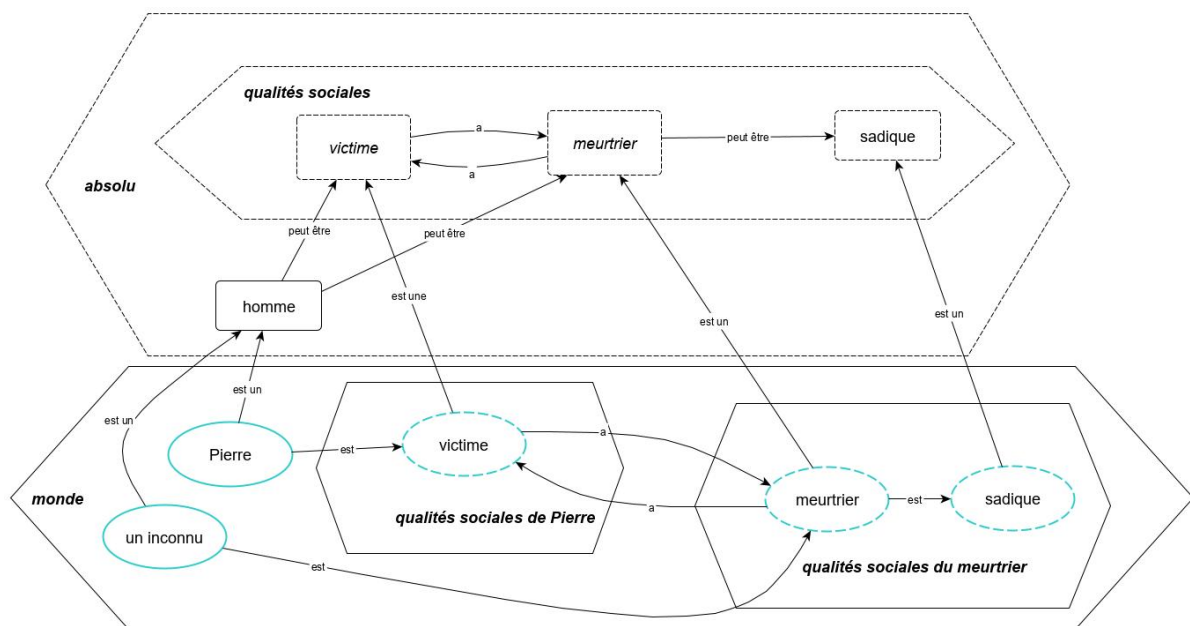 qualités sociales
a
victime
meurtrier
peut être
sadique
a
absolu
peut être
peut être
homme
est une
est un
est un
est un
est un
Pierre
est
victime
a
monde
meurtrier
est
sadique
a
qualités sociales de Pierre
un inconnu
est
qualités sociales du meurtrier